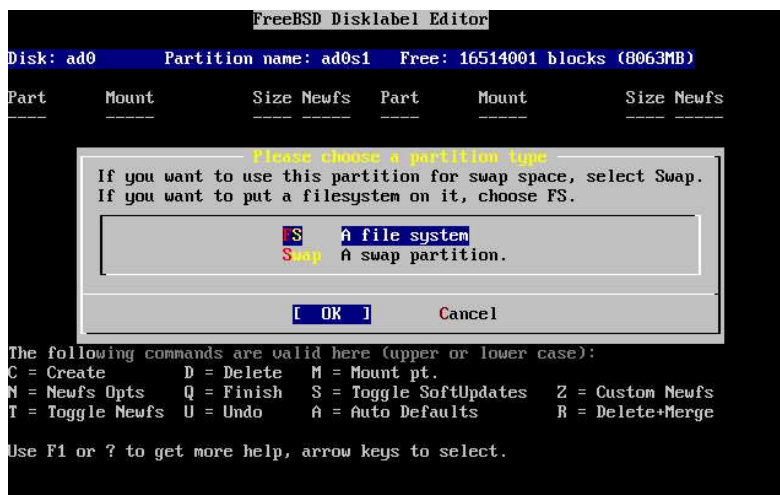 FreeBSD Disklabel Editor
Disk: ad0 Partition name: ad0s1 Free: 16514001 blocks (8063MB)
Part Mount Size Newfs Part Mount Size Newfs
---- ----- ---- ----- ---- ----- ---- -----
Please choose a partition type
If you want to use this partition for swap space, select Swap.
If you want to put a filesystem on it, choose FS.
FS A file system
Swap A swap partition.
[ OK ] Cancel
The following commands are valid here (upper or lower case):
C = Create D = Delete M = Mount pt.
N = Newfs Opts Q = Finish S = Toggle SoftUpdates Z = Custom Newfs
T = Toggle Newfs U = Undo A = Auto Defaults R = Delete+Merge
Use F1 or ? to get more help, arrow keys to select.